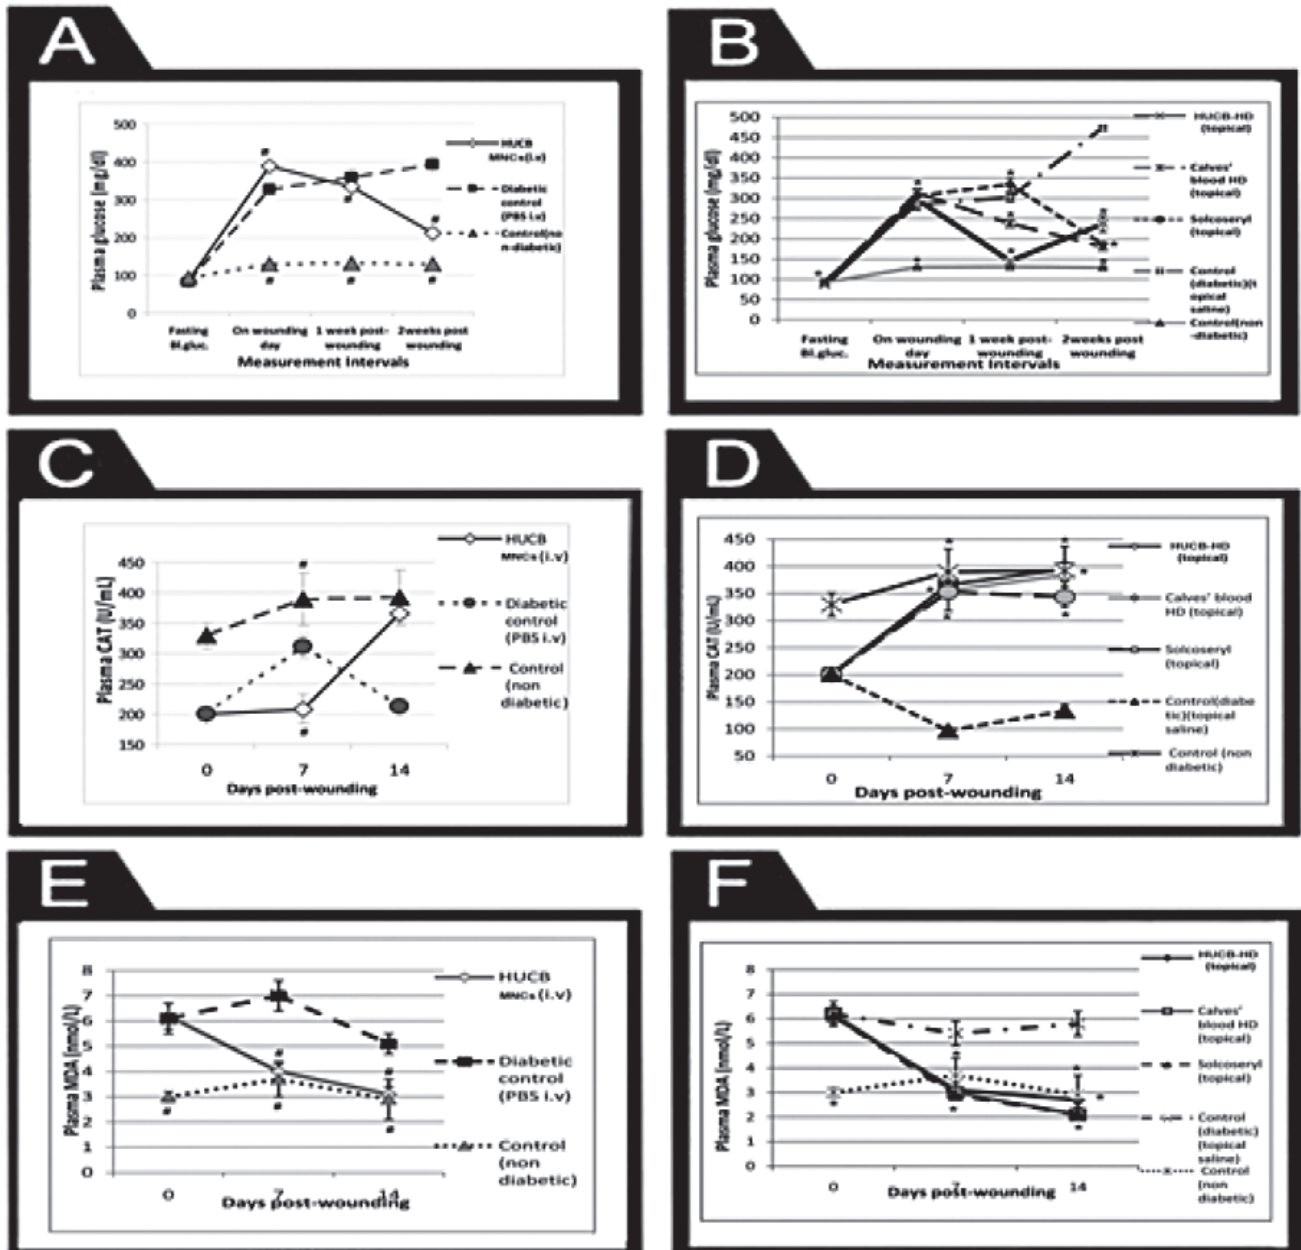 A
500
400
300
200
100
0
Plasma glucose (mg/dl)
Fasting
Bl.gluc.
On wounding
day
1 week post-
wounding
2weeks post
wounding
Measurement Intervals
HUCB
MNCs(i.v)
Diabetic
control
(PBS i.v)
Control(no
n-diabetic)
#
#
#
#
#
#
B
500
450
400
350
300
250
200
150
100
50
0
Plasma glucose (mg/dl)
Fasting
Bl.gluc.
On wounding
day
1 week post-
wounding
2weeks post
wounding
Measurement Intervals
HUCB-HD
(topical)
Calves'
blood HD
(topical)
Solcoseryl
(topical)
Control
(diabetic)(t
opical
saline)
Control(non
-diabetic)
C
450
400
350
300
250
200
150
Plasma CAT (U/mL)
0
7
14
Days post-wounding
HUCB
MNCs (i.v)
Diabetic
control
(PBS i.v)
Control
(non
diabetic)
#
#
D
450
400
350
300
250
200
150
100
50
Plasma CAT (U/mL)
0
7
14
Days post-wounding
HUCB-HD
(topical)
Calves' blood
HD (topical)
Solcoseryl
(topical)
Control(diabe
tic)(topical
saline)
Control (non
diabetic)
E
8
7
6
5
4
3
2
1
0
Plasma MDA (nmol/L)
0
7
14
Days post-wounding
HUCB
MNCs (i.v)
Diabetic
control
(PBS i.v)
Control
(non
diabetic)
#
#
#
#
#
F
8
7
6
5
4
3
2
1
0
Plasma MDA (nmol/L)
0
7
14
Days post-wounding
HUCB-HD
(topical)
Calves'
blood HD
(topical)
Solcoseryl
(topical)
Control
(diabetic)
(topical
saline)
Control
(non
diabetic)